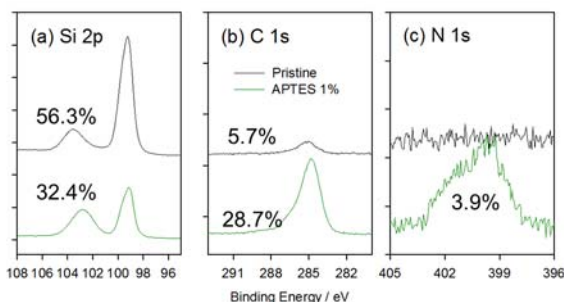 (a) Si 2p
(b) C 1s
(c) N 1s
Pristine
APTES 1%
56.3%
5.7%
32.4%
28.7%
3.9%
108 106 104 102 100 98 96
291 288 285 282 280
405 402 399 396
Binding Energy / eV